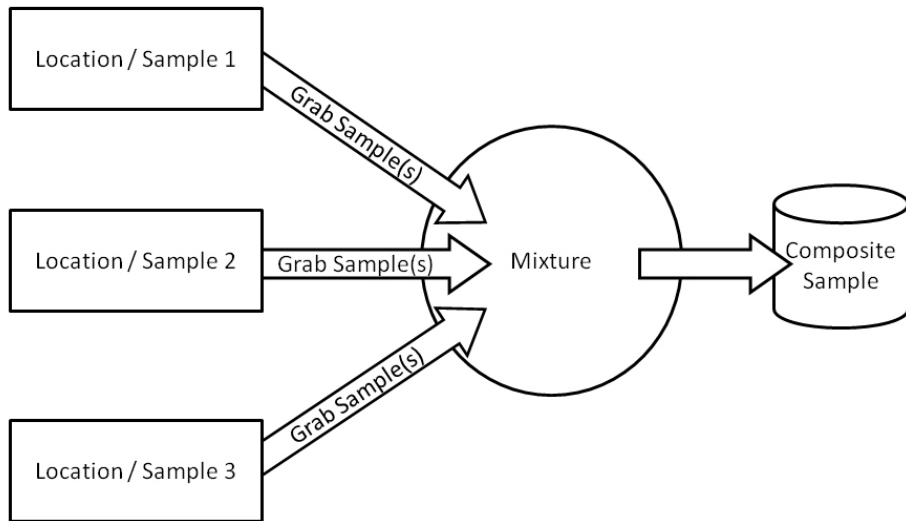 Location / Sample 1
Grab Sample(s)
Location / Sample 2
Grab Sample(s)
Mixture
Composite
Sample
Grab Sample(s)
Location / Sample 3